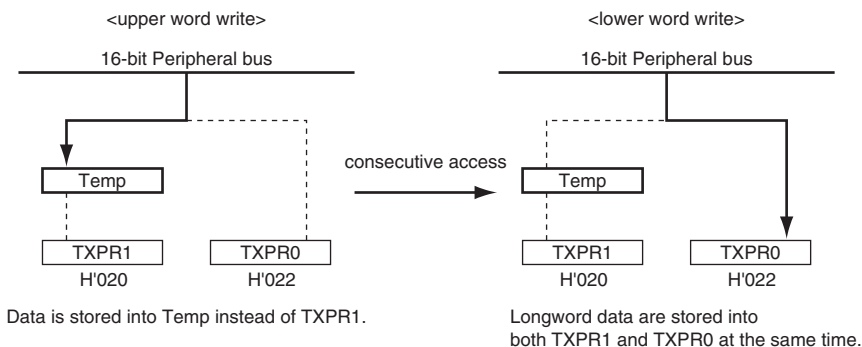 <upper word write>
16-bit Peripheral bus
Temp
TXPR1
TXPR0
H'020
H'022
Data is stored into Temp instead of TXPR1.
consecutive access
<lower word write>
16-bit Peripheral bus
Temp
TXPR1
TXPR0
H'020
H'022
Longword data are stored into
both TXPR1 and TXPR0 at the same time.